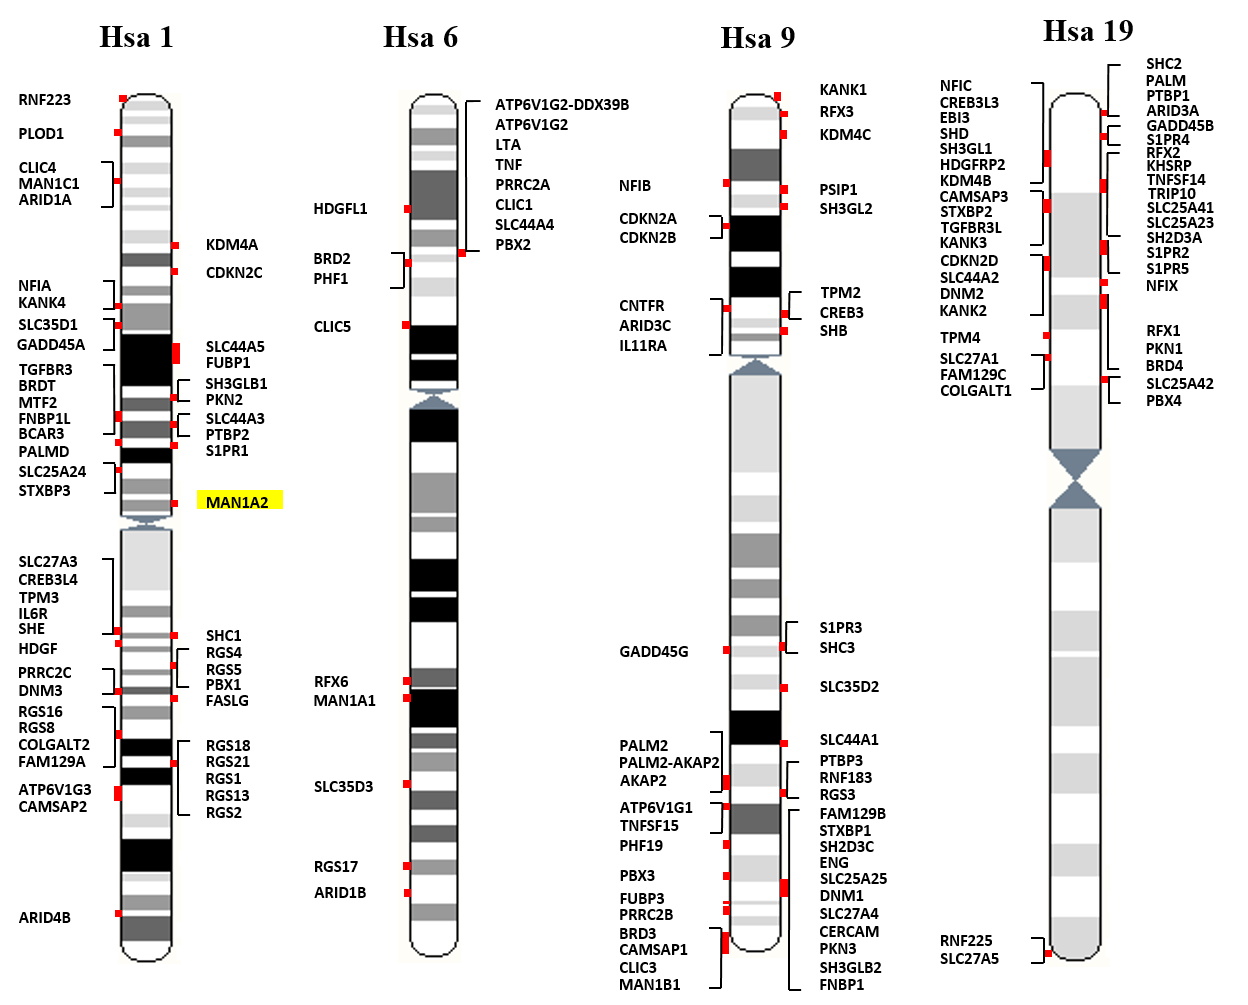 Hsa 1
RNF223
PLOD1
CLIC4
MAN1C1
ARID1A
KDM4A
CDKN2C
NFIA
KANK4
SLC35D1
GADD45A
SLC44A5
FUBP1
TGFBR3
BRDT
MTF2
FNBP1L
BCAR3
PALMD
SH3GLB1
PKN2
SLC44A3
PTBP2
S1PR1
SLC25A24
STXBP3
MAN1A2
SLC27A3
CREB3L4
TPM3
IL6R
SHE
HDGF
SHC1
RGS4
RGS5
PBX1
FASLG
PRRC2C
DNM3
RGS16
RGS8
COLGALT2
FAM129A
RGS18
RGS21
RGS1
RGS13
RGS2
ATP6V1G3
CAMSAP2
ARID4B
Hsa 6
ATP6V1G2-DDX39B
ATP6V1G2
LTA
TNF
PRRC2A
CLIC1
SLC44A4
PBX2
HDGFL1
BRD2
PHF1
CLIC5
RFX6
MAN1A1
SLC35D3
RGS17
ARID1B
Hsa 9
KANK1
RFX3
KDM4C
NFIB
PSIP1
SH3GL2
CDKN2A
CDKN2B
CNTFR
ARID3C
IL11RA
TPM2
CREB3
SHB
S1PR3
SHC3
GADD45G
SLC35D2
SLC44A1
PALM2
PALM2-AKAP2
AKAP2
PTBP3
RNF183
RGS3
ATP6V1G1
TNFSF15
PHF19
PBX3
FUBP3
PRRC2B
BRD3
CAMSAP1
CLIC3
MAN1B1
FAM129B
STXBP1
SH2D3C
ENG
SLC25A25
DNM1
SLC27A4
CERCAM
PKN3
SH3GLB2
FNBP1
Hsa 19
NFIC
CREB3L3
EBI3
SHD
SH3GL1
HDGFRP2
KDM4B
CAMSAP3
STXBP2
TGFBR3L
KANK3
CDKN2D
SLC44A2
DNM2
KANK2
TPM4
SLC27A1
FAM129C
COLGALT1
SHC2
PALM
PTBP1
ARID3A
GADD45B
S1PR4
RFX2
KHSRP
TNFSF14
TRIP10
SLC25A41
SLC25A23
SH2D3A
S1PR2
S1PR5
NFIX
RFX1
PKN1
BRD4
SLC25A42
PBX4
RNF225
SLC27A5